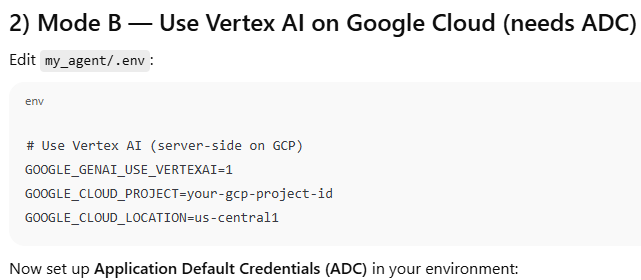 2) Mode B — Use Vertex AI on Google Cloud (needs ADC)
Edit my_agent/.env:
env
# Use Vertex AI (server-side on GCP)
GOOGLE_GENAI_USE_VERTEXAI=1
GOOGLE_CLOUD_PROJECT=your-gcp-project-id
GOOGLE_CLOUD_LOCATION=us-central1
Now set up Application Default Credentials (ADC) in your environment: